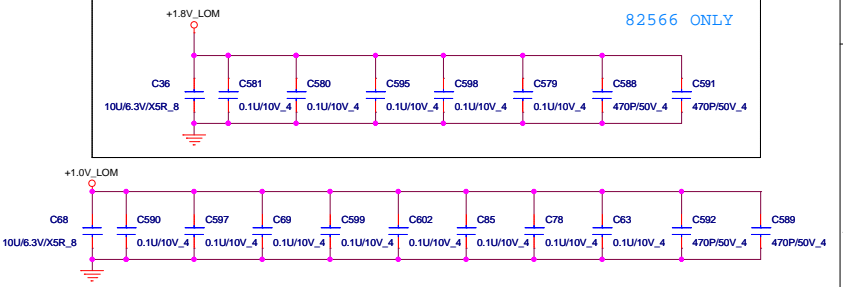 +1.8V_LOM
82566 ONLY
C36 C581 C580 C595 C598 C579 C588 C591
10U/6.3V/X5R_8 0.1U/10V_4 0.1U/10V_4 0.1U/10V_4 0.1U/10V_4 0.1U/10V_4 470P/50V_4 470P/50V_4
+1.0V_LOM
C68 C590 C597 C69 C599 C602 C85 C78 C63 C592 C589
10U/6.3V/X5R_8 0.1U/10V_4 0.1U/10V_4 0.1U/10V_4 0.1U/10V_4 0.1U/10V_4 0.1U/10V_4 0.1U/10V_4 0.1U/10V_4 470P/50V_4 470P/50V_4